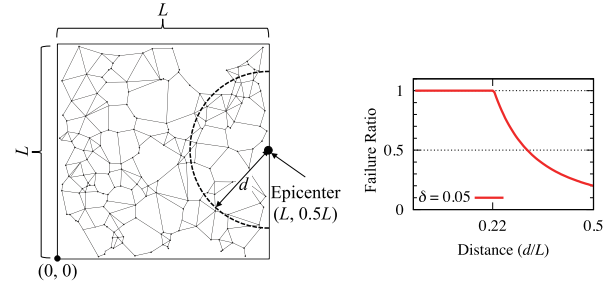 L
L
d
Epicenter
(L, 0.5L)
(0, 0)
Failure Ratio
1
0.5
0
δ = 0.05
0.22
0.5
Distance (d/L)